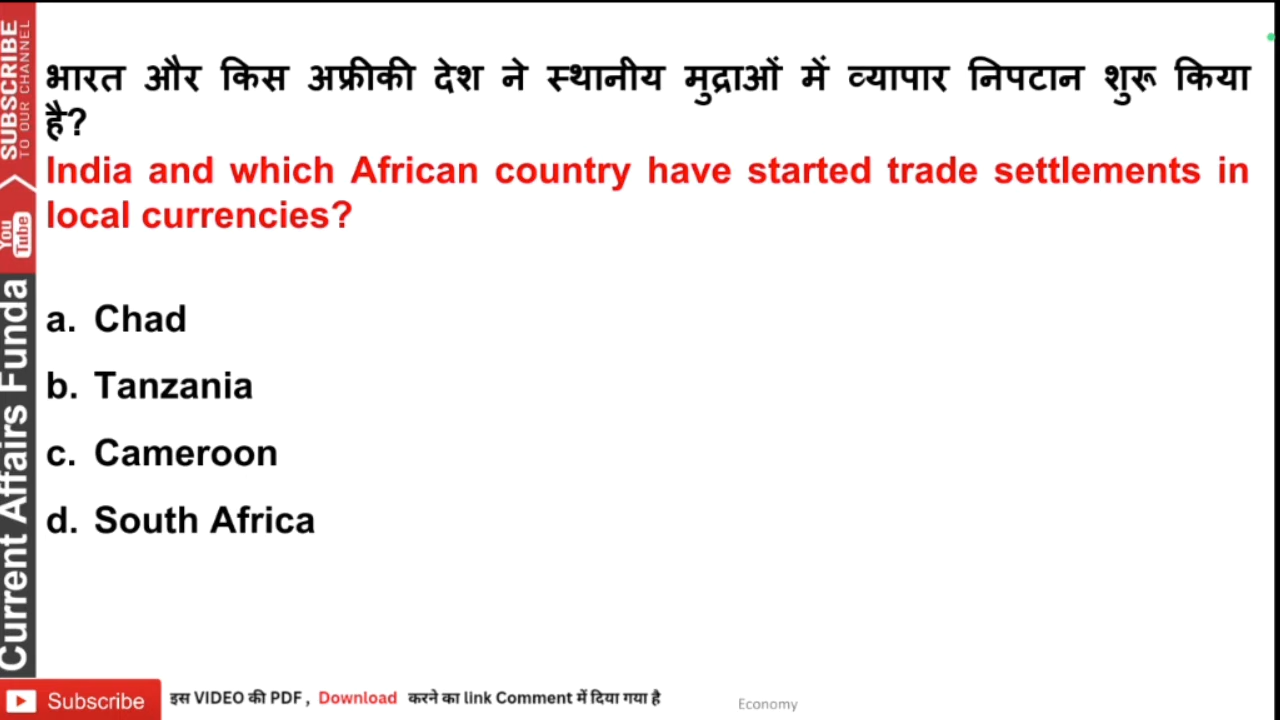 भारत और किस अफ्रीकी देश ने स्थानीय मुद्राओं में व्यापार निपटान शुरू किया
है?
India and which African country have started trade settlements in
local currencies?
a. Chad
b. Tanzania
c. Cameroon
d. South Africa
SUBSCRIBE
TO OUR CHANNEL
You
Tube
Current Affairs Funda
Subscribe
इस VIDEO की PDF, Download करने का link Comment में दिया गया है
Economy